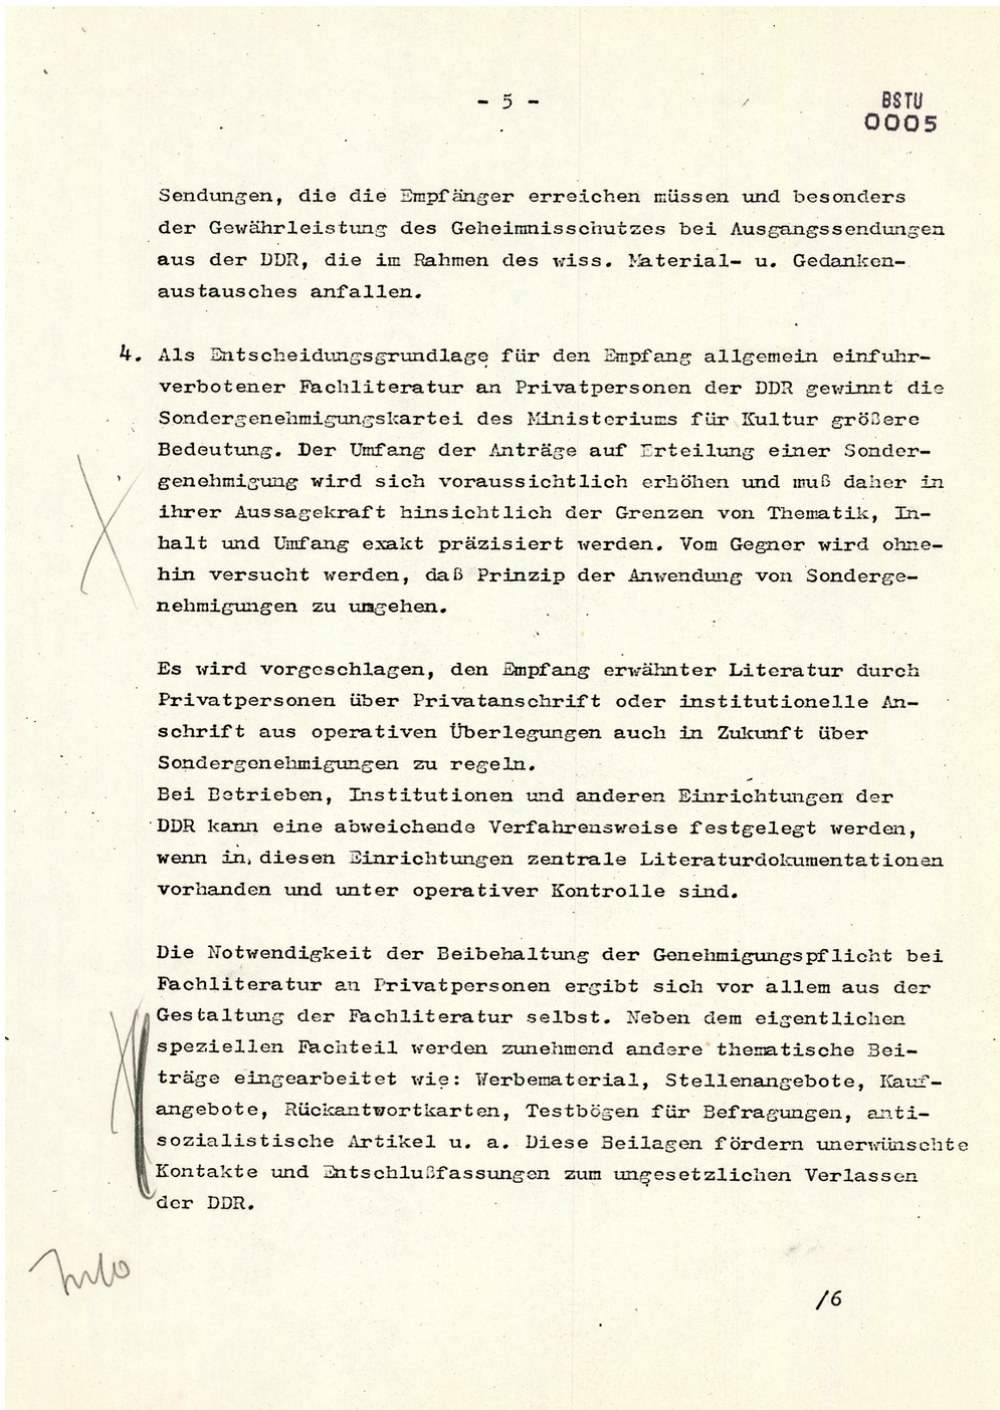 - 5 -
BSTU
0005
Sendungen, die die Empfänger erreichen müssen und besonders
der Gewährleistung des Geheimnisschutzes bei Ausgangssendungen
aus der DDR, die im Rahmen des wiss. Material- u. Gedanken-
austausches anfallen.
4. Als Entscheidungsgrundlage für den Empfang allgemein einfuhr-
verbotener Fachliteratur an Privatpersonen der DDR gewinnt die
Sondergenehmigungskartei des Ministeriums für Kultur größere
Bedeutung. Der Umfang der Anträge auf Erteilung einer Sonder-
genehmigung wird sich voraussichtlich erhöhen und muß daher in
ihrer Aussagekraft hinsichtlich der Grenzen von Thematik, In-
halt und Umfang exakt präzisiert werden. Vom Gegner wird ohne-
hin versucht werden, daß Prinzip der Anwendung von Sonderge-
nehmigungen zu umgehen.
Es wird vorgeschlagen, den Empfang erwähnter Literatur durch
Privatpersonen über Privatanschrift oder institutionelle An-
schrift aus operativen Überlegungen auch in Zukunft über
Sondergenehmigungen zu regeln.
Bei Betrieben, Institutionen und anderen Einrichtungen der
DDR kann eine abweichende Verfahrensweise festgelegt werden,
wenn in diesen Einrichtungen zentrale Literaturdokumentationen
vorhanden und unter operativer Kontrolle sind.
Die Notwendigkeit der Beibehaltung der Genehmigungspflicht bei
Fachliteratur an Privatpersonen ergibt sich vor allem aus der
Gestaltung der Fachliteratur selbst. Neben dem eigentlichen
speziellen Fachteil werden zunehmend andere thematische Bei-
träge eingearbeitet wie: Werbematerial, Stellenangebote, Kauf-
angebote, Rückantwortkarten, Testbögen für Befragungen, anti-
sozialistische Artikel u. a. Diese Beilagen fördern unerwünschte
Kontakte und Entschlußfassungen zum ungesetzlichen Verlassen
der DDR.
/6